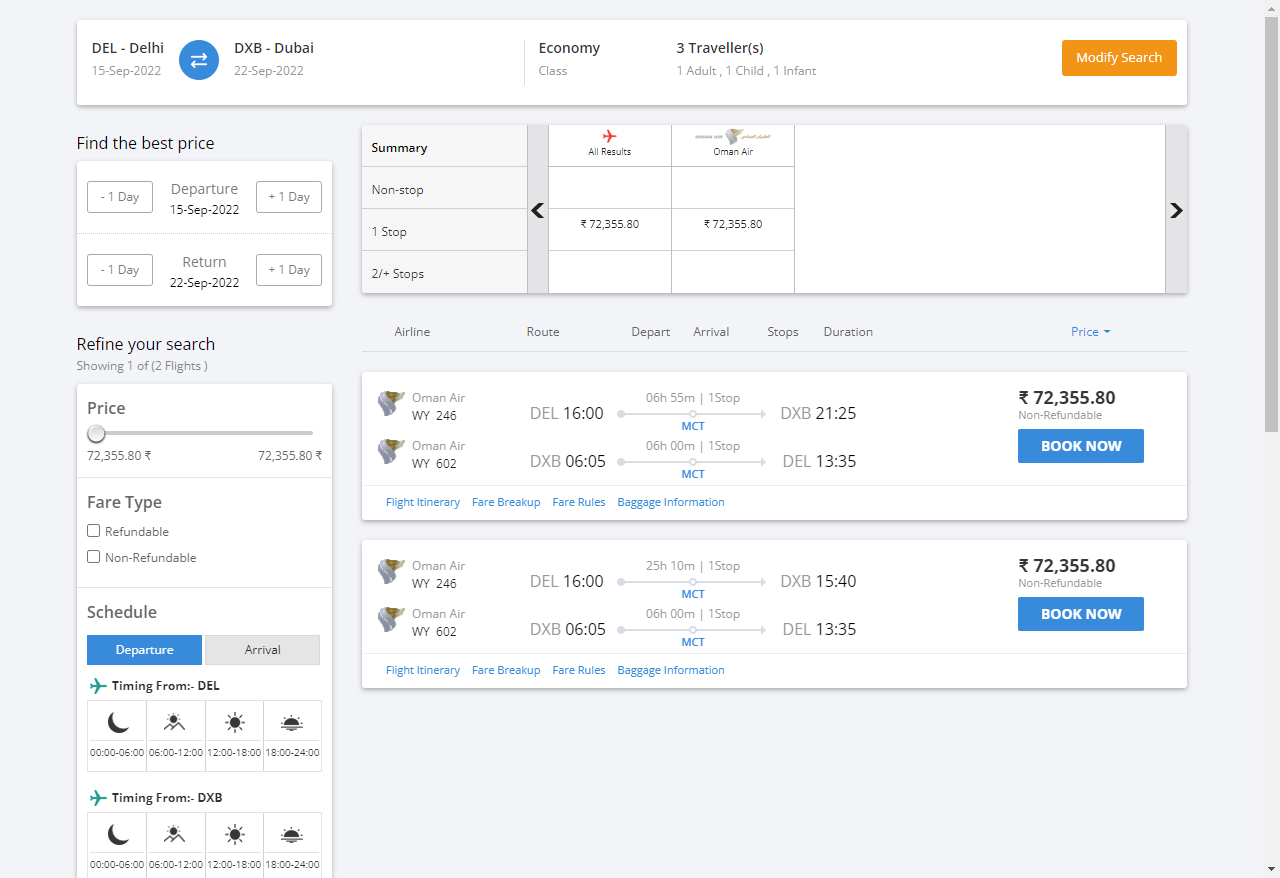 DEL - Delhi
15-Sep-2022
DXB - Dubai
22-Sep-2022
Economy
Class
3 Traveller(s)
1 Adult , 1 Child , 1 Infant
Modify Search
Find the best price
- 1 Day
Departure
15-Sep-2022
+ 1 Day
- 1 Day
Return
22-Sep-2022
+ 1 Day
Summary
Non-stop
1 Stop
2/+ Stops
All Results
Oman Air
₹ 72,355.80
₹ 72,355.80
Refine your search
Showing 1 of (2 Flights )
Price
72,355.80 ₹
72,355.80 ₹
Fare Type
Refundable
Non-Refundable
Schedule
Departure
Arrival
Timing From:- DEL
00:00-06:00
06:00-12:00
12:00-18:00
18:00-24:00
Timing From:- DXB
00:00-06:00
06:00-12:00
12:00-18:00
18:00-24:00
Airline
Route
Depart
Arrival
Stops
Duration
Price
Oman Air
WY 246
DEL 16:00
06h 55m | 1Stop
MCT
DXB 21:25
Oman Air
WY 602
DXB 06:05
06h 00m | 1Stop
MCT
DEL 13:35
₹ 72,355.80
Non-Refundable
BOOK NOW
Flight Itinerary
Fare Breakup
Fare Rules
Baggage Information
Oman Air
WY 246
DEL 16:00
25h 10m | 1Stop
MCT
DXB 15:40
Oman Air
WY 602
DXB 06:05
06h 00m | 1Stop
MCT
DEL 13:35
₹ 72,355.80
Non-Refundable
BOOK NOW
Flight Itinerary
Fare Breakup
Fare Rules
Baggage Information